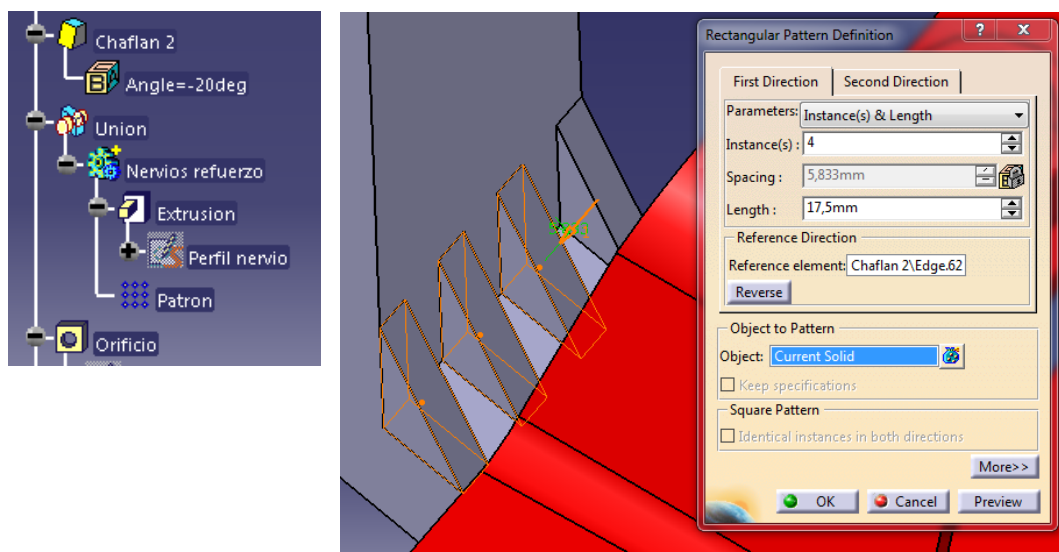 Chaflan 2
Angle=-20deg
Union
Nervios refuerzo
Extrusion
Perfil nervio
Patron
Orificio
Rectangular Pattern Definition
? X
First Direction Second Direction
Parameters: Instance(s) & Length
Instance(s) : 4
Spacing : 5,833mm
Length : 17,5mm
Reference Direction
Reference element: Chaflan 2\Edge.62
Reverse
Object to Pattern
Object: Current Solid
Keep specifications
Square Pattern
Identical instances in both directions
More>>
OK Cancel Preview